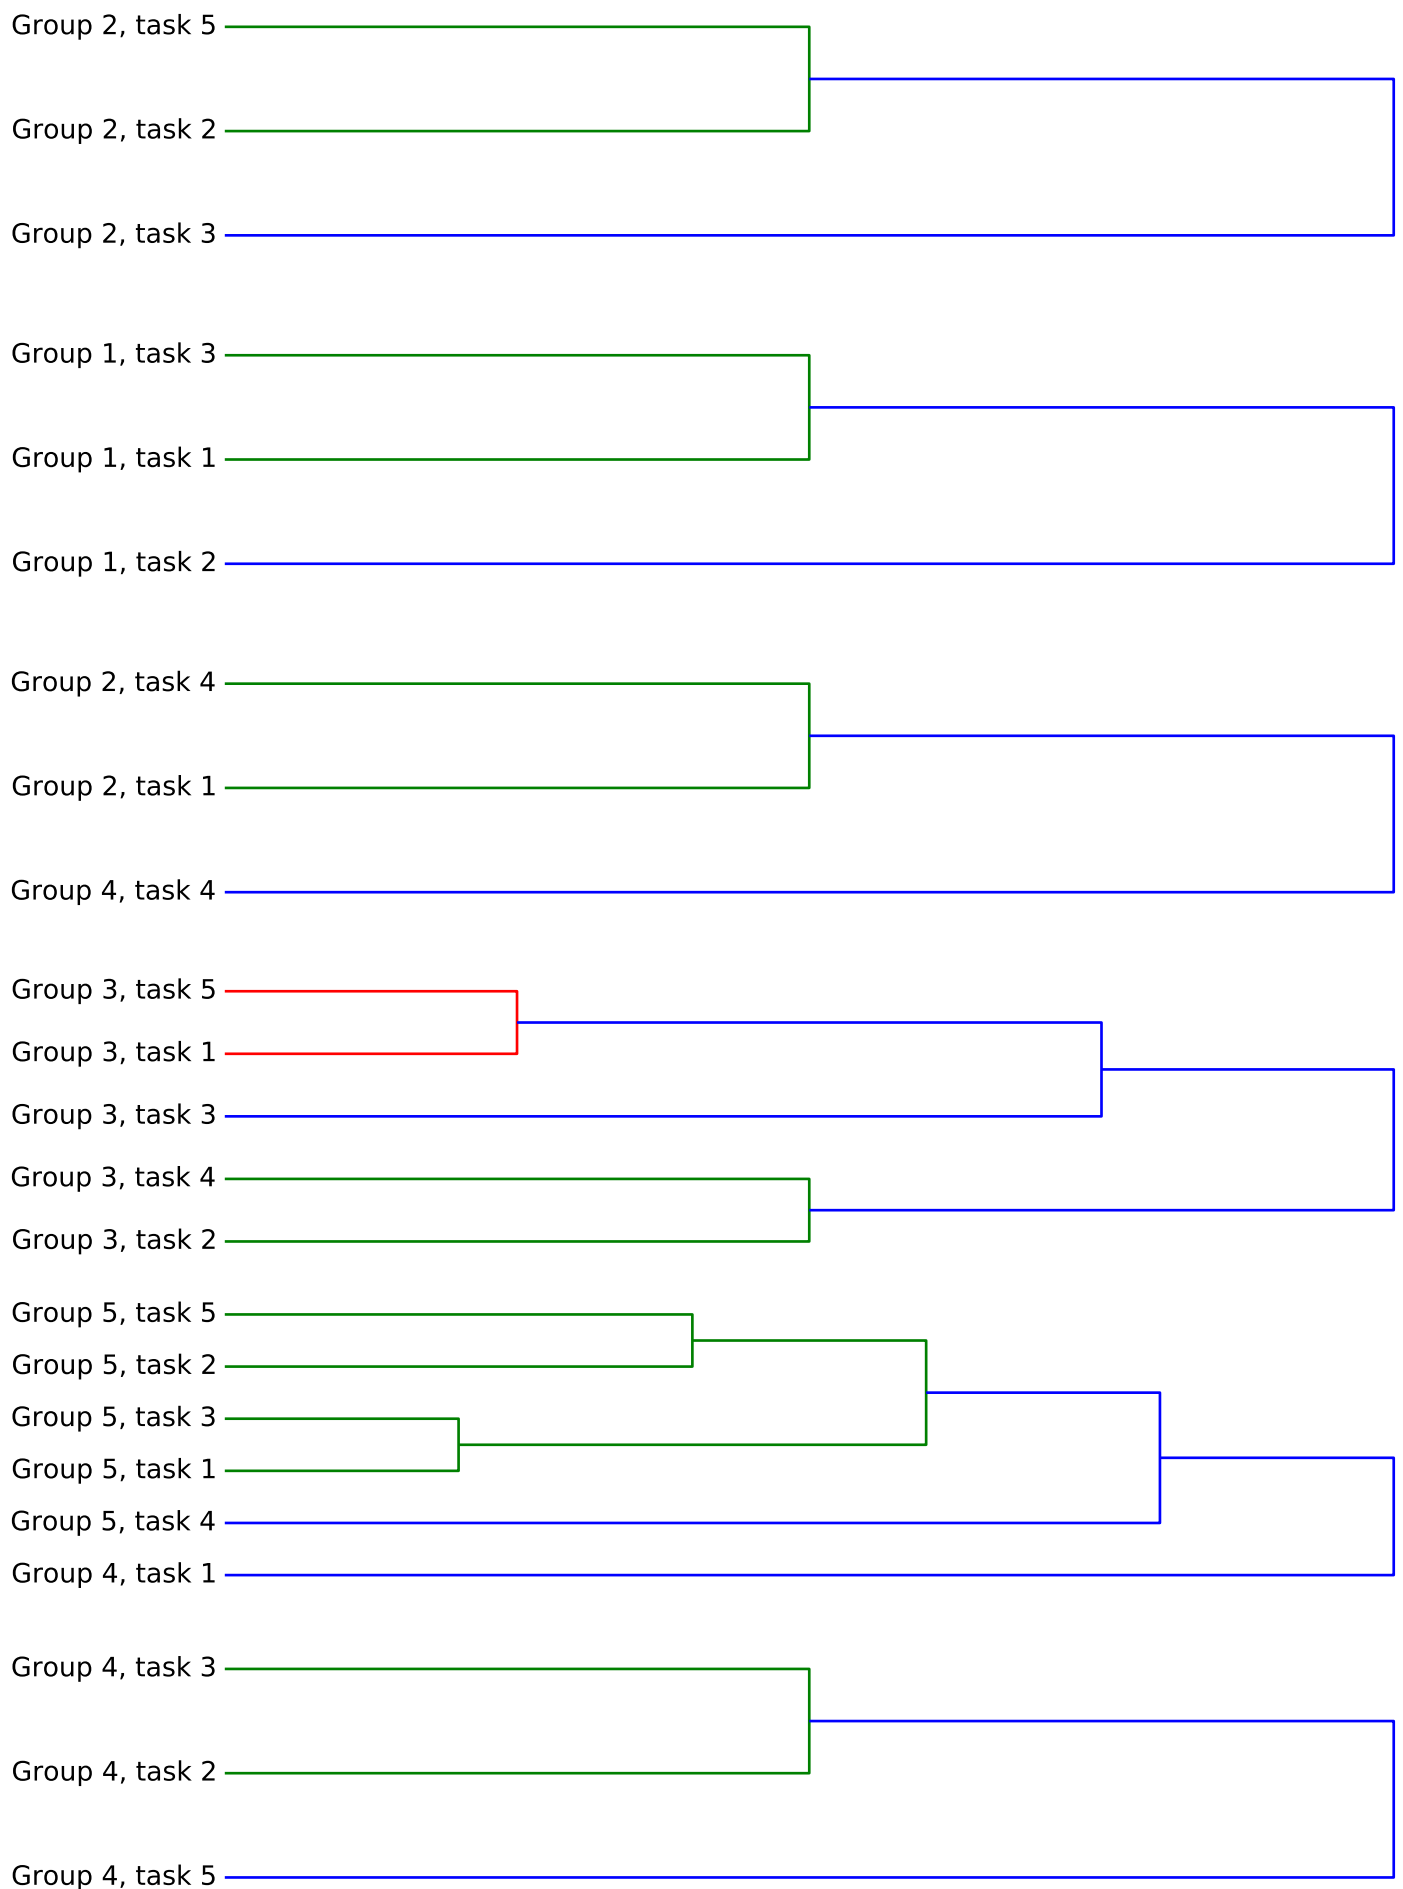 Group 2, task 5
Group 2, task 2
Group 2, task 3
Group 1, task 3
Group 1, task 1
Group 1, task 2
Group 2, task 4
Group 2, task 1
Group 4, task 4
Group 3, task 5
Group 3, task 1
Group 3, task 3
Group 3, task 4
Group 3, task 2
Group 5, task 5
Group 5, task 2
Group 5, task 3
Group 5, task 1
Group 5, task 4
Group 4, task 1
Group 4, task 3
Group 4, task 2
Group 4, task 5